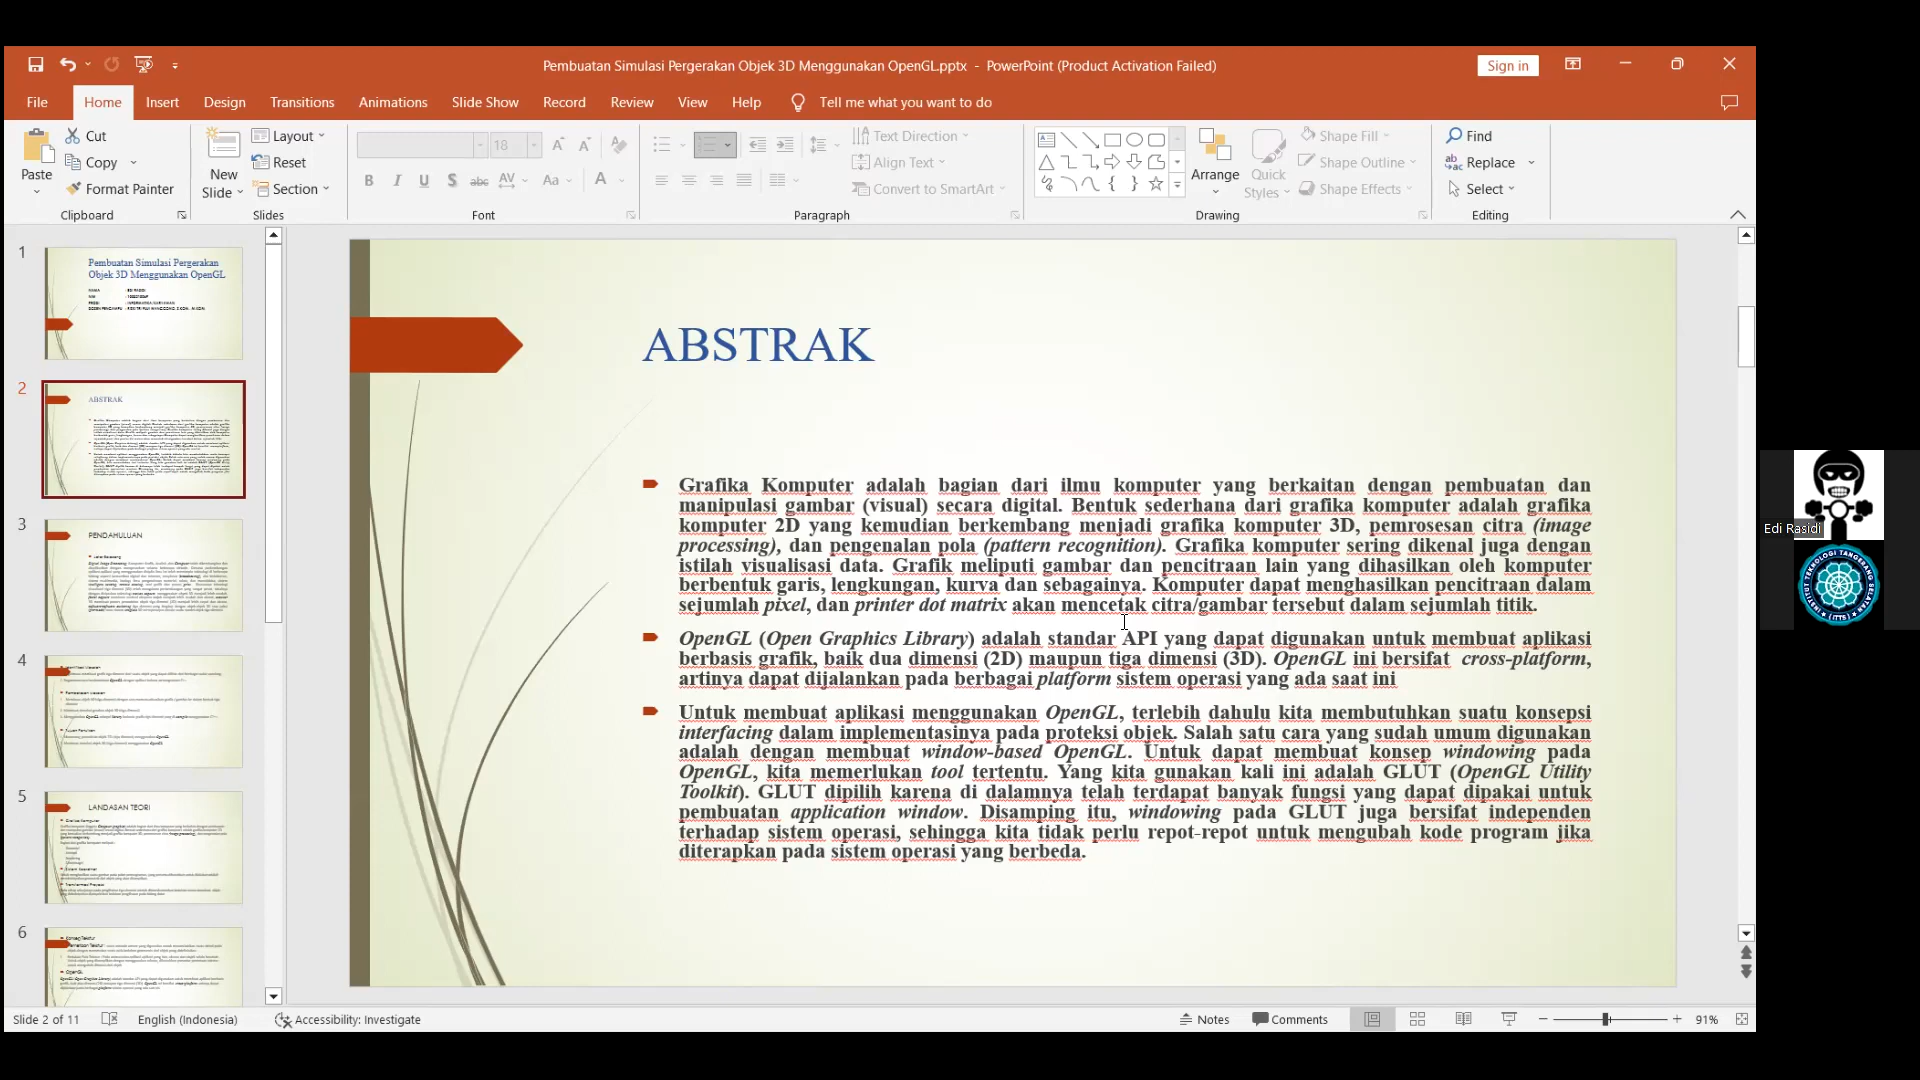 Pembuatan Simulasi Pergerakan Objek 3D Menggunakan OpenGL.pptx - PowerPoint (Product Activation Failed)
Sign in
File Home Insert Design Transitions Animations Slide Show Record Review View Help Tell me what you want to do
Paste
Cut
Copy
Format Painter
Clipboard
New Slide
Layout
Reset
Section
Slides
18
Font
Text Direction
Align Text
Convert to SmartArt
Paragraph
Arrange
Quick Styles
Shape Fill
Shape Outline
Shape Effects
Drawing
Find
Replace
Select
Editing
1
Pembuatan Simulasi Pergerakan
Objek 3D Menggunakan OpenGL
2
ABSTRAK
3
PENDAHULUAN
4
5
LANDASAN TEORI
6
ABSTRAK
Grafika Komputer adalah bagian dari ilmu komputer yang berkaitan dengan pembuatan dan
manipulasi gambar (visual) secara digital. Bentuk sederhana dari grafika komputer adalah grafika
komputer 2D yang kemudian berkembang menjadi grafika komputer 3D, pemrosesan citra (image
processing), dan pengenalan pola (pattern recognition). Grafika komputer sering dikenal juga dengan
istilah visualisasi data. Grafik meliputi gambar dan pencitraan lain yang dihasilkan oleh komputer
berbentuk garis, lengkungan, kurva dan sebagainya. Komputer dapat menghasilkan pencitraan dalam
sejumlah pixel, dan printer dot matrix akan mencetak citra/gambar tersebut dalam sejumlah titik.
OpenGL (Open Graphics Library) adalah standar API yang dapat digunakan untuk membuat aplikasi
berbasis grafik, baik dua dimensi (2D) maupun tiga dimensi (3D). OpenGL ini bersifat cross-platform,
artinya dapat dijalankan pada berbagai platform sistem operasi yang ada saat ini
Untuk membuat aplikasi menggunakan OpenGL, terlebih dahulu kita membutuhkan suatu konsepsi
interfacing dalam implementasinya pada proteksi objek. Salah satu cara yang sudah umum digunakan
adalah dengan membuat window-based OpenGL. Untuk dapat membuat konsep windowing pada
OpenGL, kita memerlukan tool tertentu. Yang kita gunakan kali ini adalah GLUT (OpenGL Utility
Toolkit). GLUT dipilih karena di dalamnya telah terdapat banyak fungsi yang dapat dipakai untuk
pembuatan application window. Disamping itu, windowing pada GLUT juga bersifat independen
terhadap sistem operasi, sehingga kita tidak perlu repot-repot untuk mengubah kode program jika
diterapkan pada sistem operasi yang berbeda.
Edi Rasidi
INSTITUT TEKNOLOGI TANGERANG SELATAN
(ITTS)
Slide 2 of 11 English (Indonesia) Accessibility: Investigate Notes Comments 91%